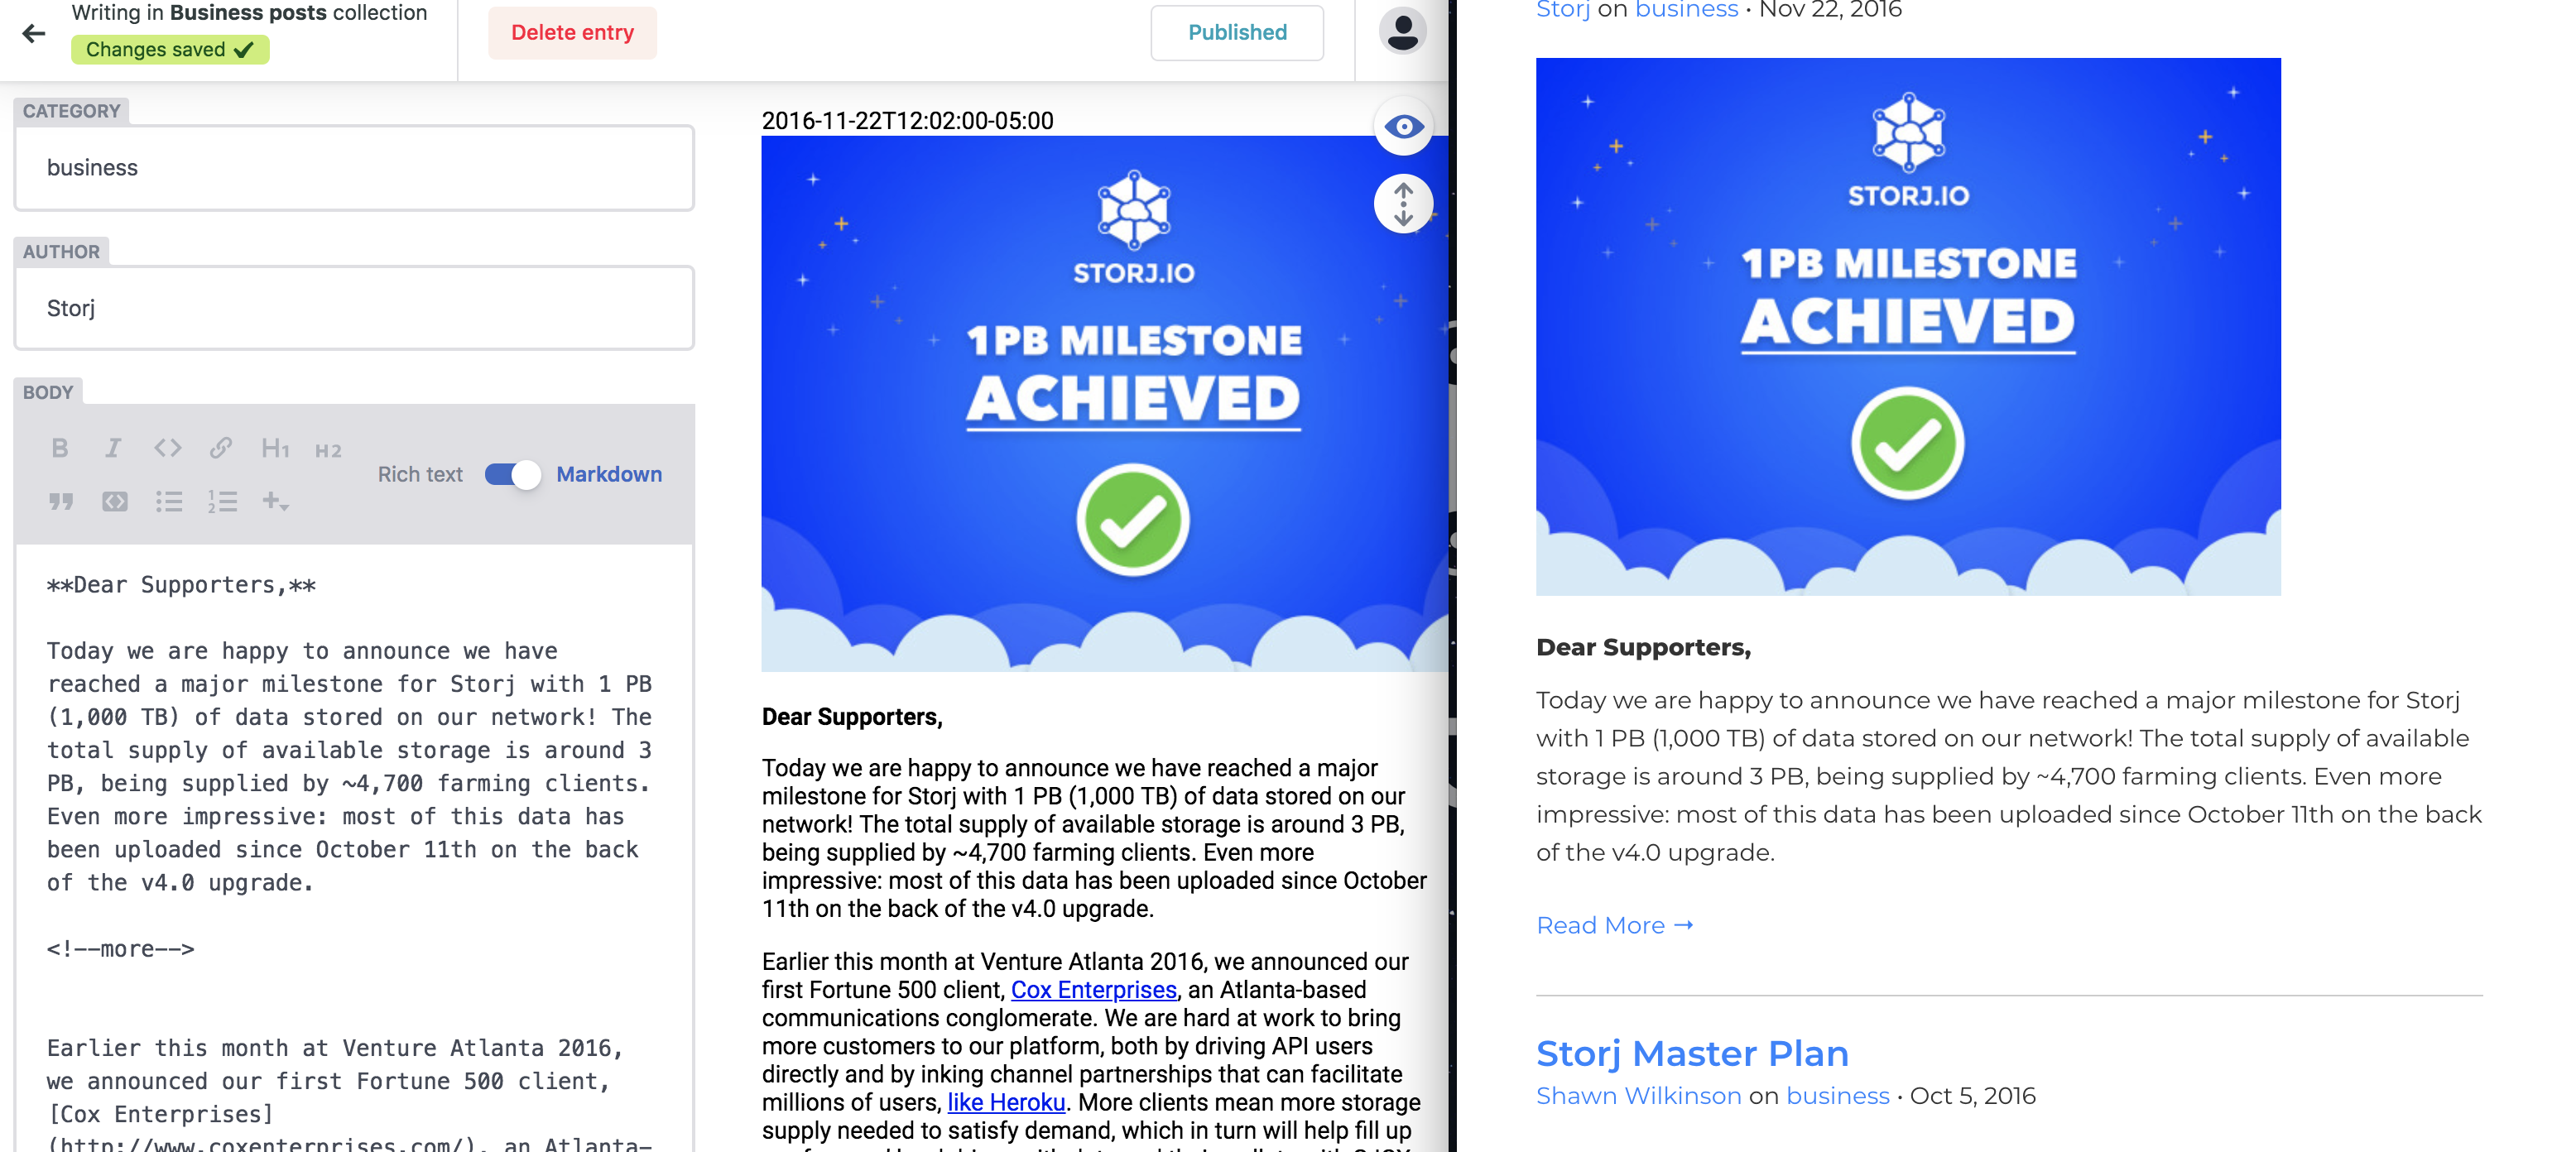 Writing in Business posts collection
Changes saved
Delete entry
Published
CATEGORY
business
AUTHOR
Storj
BODY
B I <> H1 H2
Rich text Markdown
**Dear Supporters,**
Today we are happy to announce we have
reached a major milestone for Storj with 1 PB
(1,000 TB) of data stored on our network! The
total supply of available storage is around 3
PB, being supplied by ~4,700 farming clients.
Even more impressive: most of this data has
been uploaded since October 11th on the back
of the v4.0 upgrade.
<!--more-->
Earlier this month at Venture Atlanta 2016,
we announced our first Fortune 500 client,
[Cox Enterprises]
(http://www.coxenterprises.com/), an Atlanta-
2016-11-22T12:02:00-05:00
STORJ.IO
1PB MILESTONE
ACHIEVED
Dear Supporters,
Today we are happy to announce we have reached a major
milestone for Storj with 1 PB (1,000 TB) of data stored on our
network! The total supply of available storage is around 3 PB,
being supplied by ~4,700 farming clients. Even more
impressive: most of this data has been uploaded since October
11th on the back of the v4.0 upgrade.
Earlier this month at Venture Atlanta 2016, we announced our
first Fortune 500 client, Cox Enterprises, an Atlanta-based
communications conglomerate. We are hard at work to bring
more customers to our platform, both by driving API users
directly and by inking channel partnerships that can facilitate
millions of users, like Heroku. More clients mean more storage
supply needed to satisfy demand, which in turn will help fill up
Storj on business • Nov 22, 2016
STORJ.IO
1PB MILESTONE
ACHIEVED
Dear Supporters,
Today we are happy to announce we have reached a major milestone for Storj
with 1 PB (1,000 TB) of data stored on our network! The total supply of available
storage is around 3 PB, being supplied by ~4,700 farming clients. Even more
impressive: most of this data has been uploaded since October 11th on the back
of the v4.0 upgrade.
Read More →
Storj Master Plan
Shawn Wilkinson on business • Oct 5, 2016